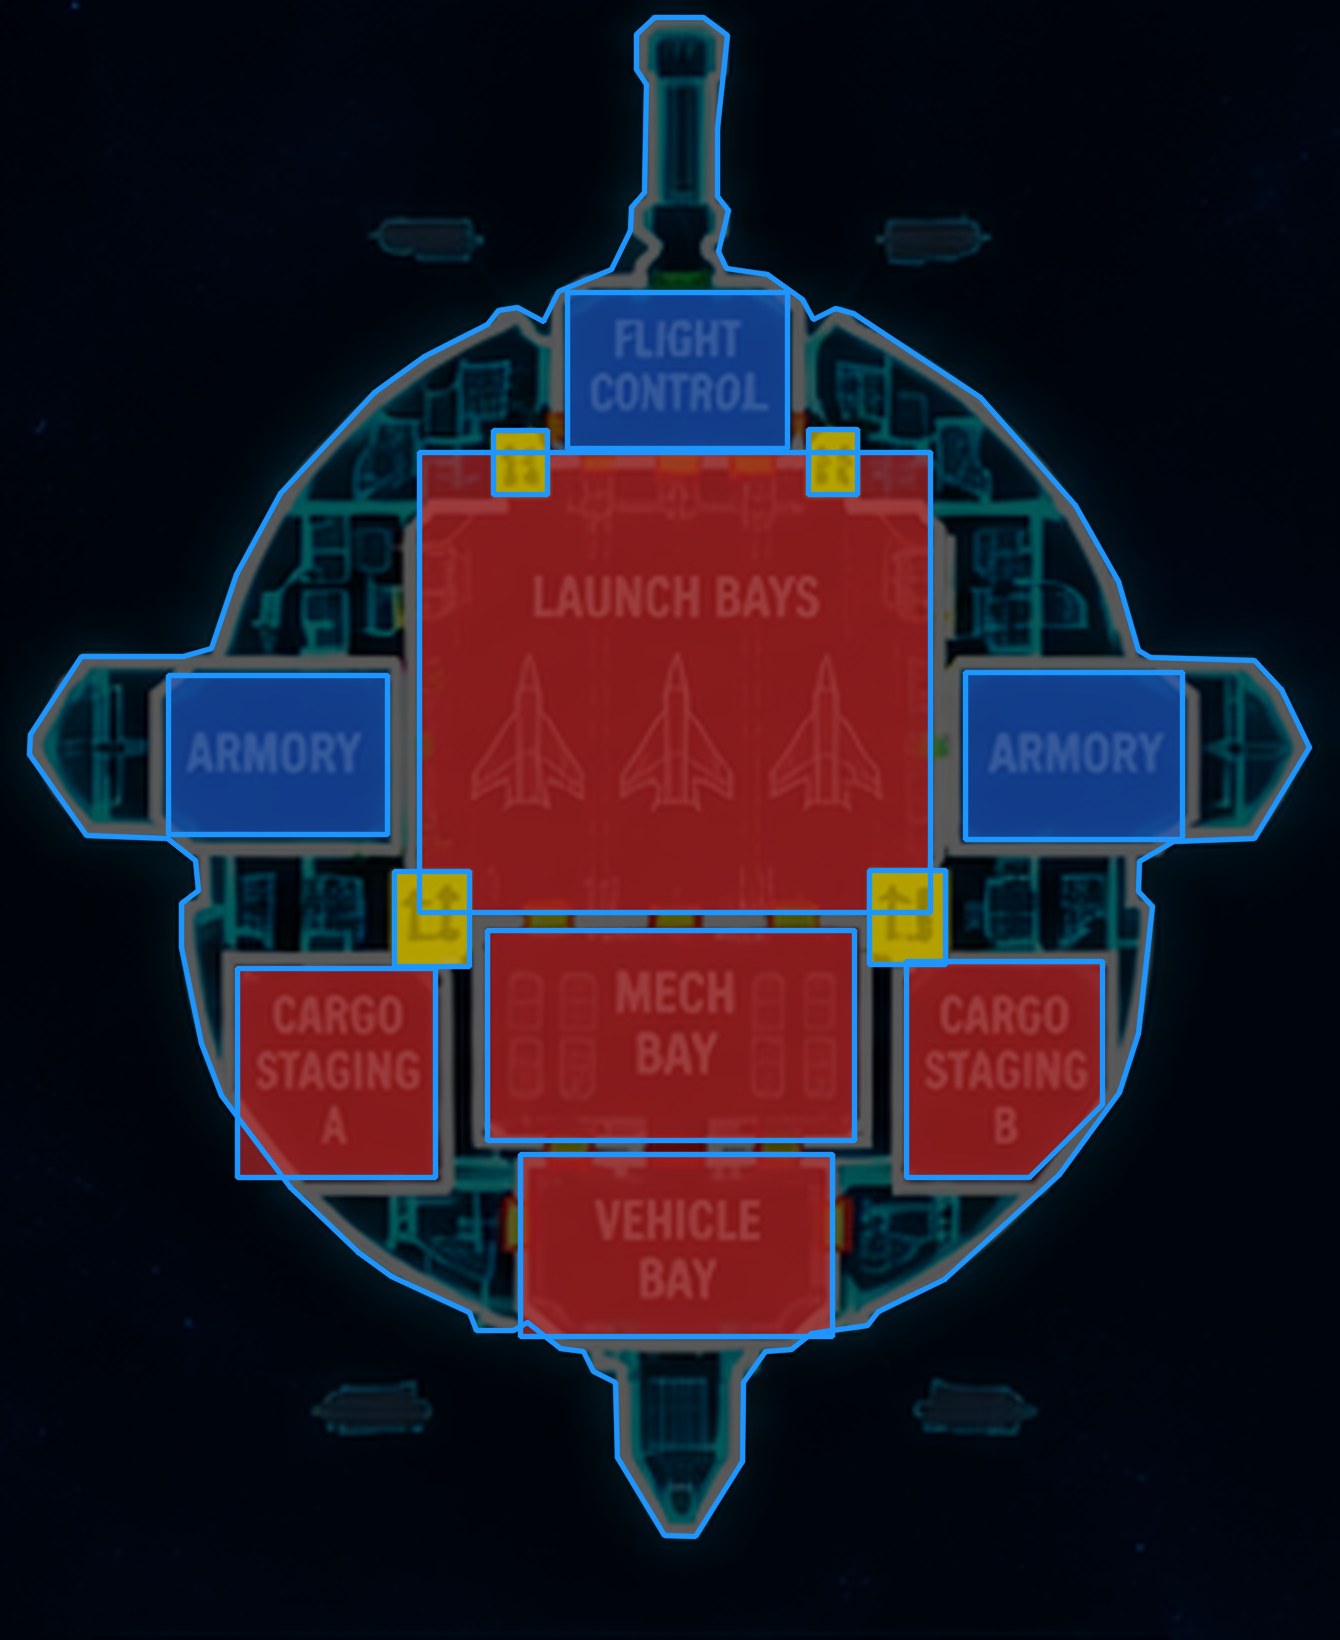 FLIGHT
CONTROL
LAUNCH BAYS
ARMORY
ARMORY
MECH
BAY
CARGO
STAGING
A
CARGO
STAGING
B
VEHICLE
BAY